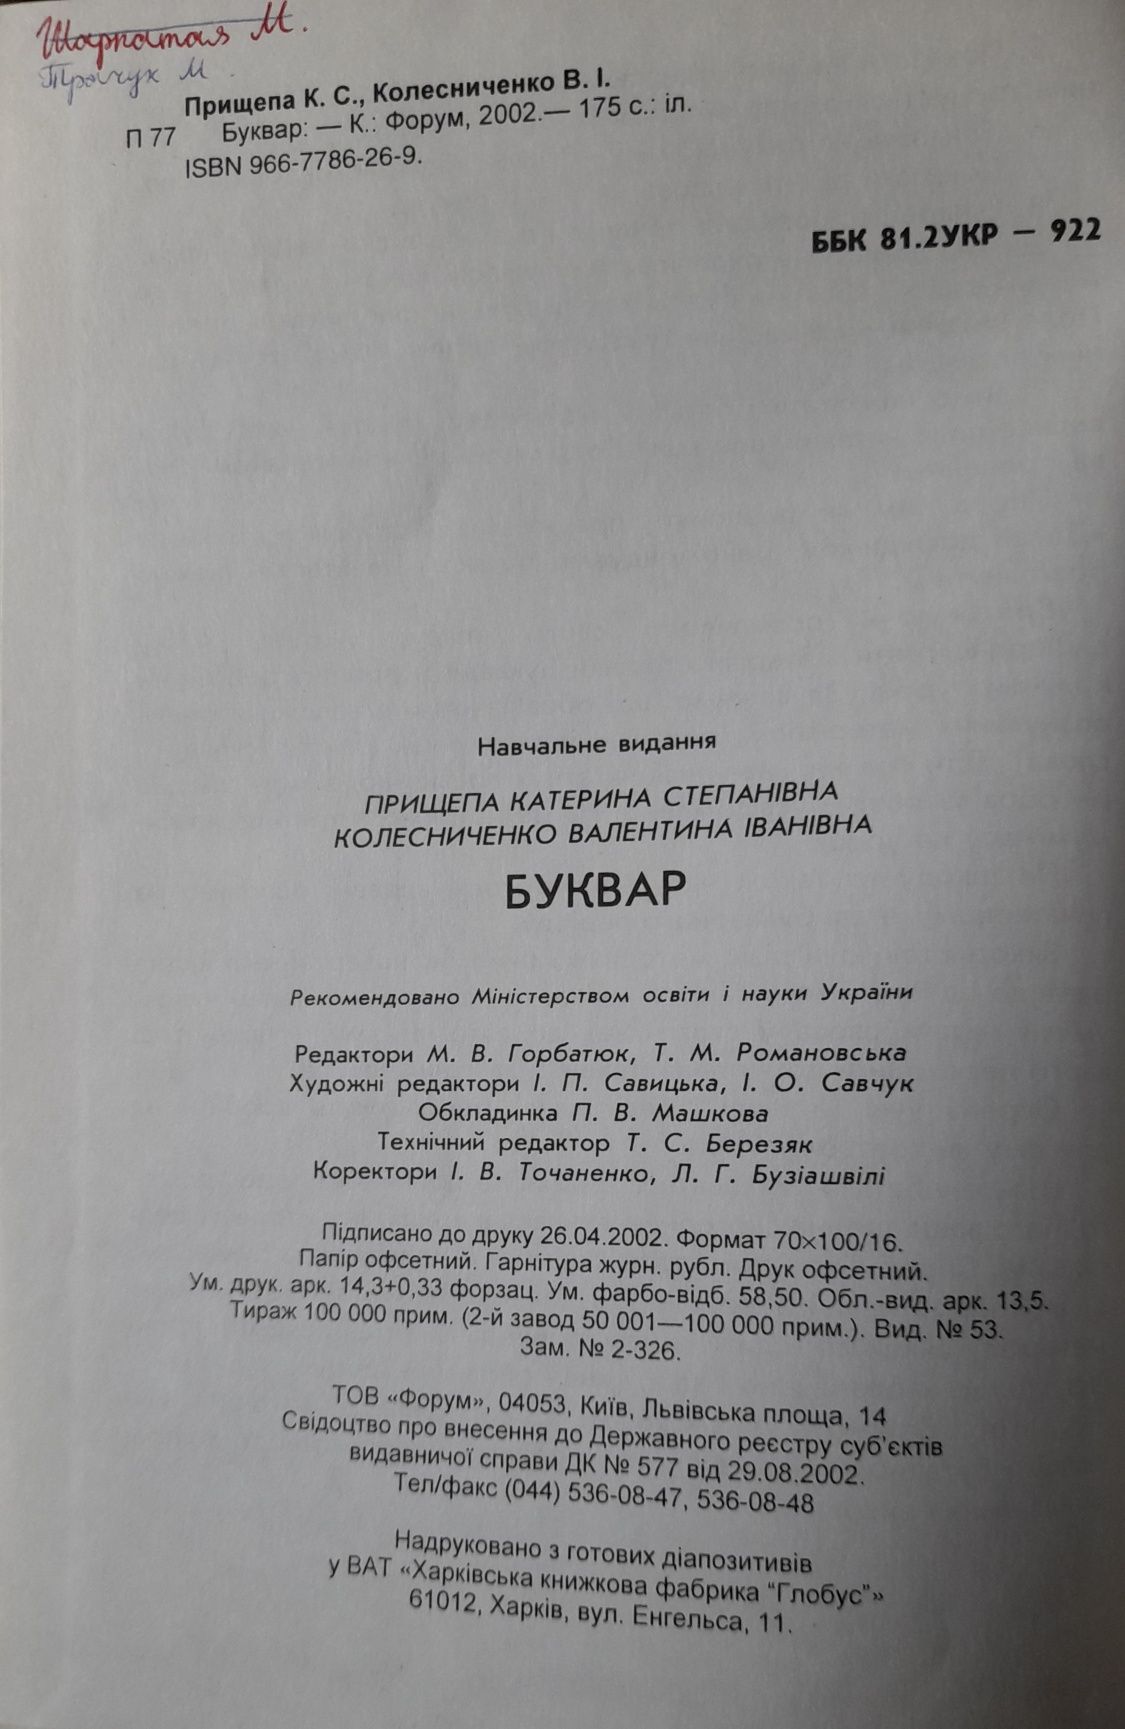 Шаркатая М.
Трачук М.
Прищепа К. С., Колесниченко В. І.
П 77 Буквар: — К.: Форум, 2002.— 175 с.: іл.
ISBN 966-7786-26-9.
ББК 81.2УКР — 922
Навчальне видання
ПРИЩЕПА КАТЕРИНА СТЕПАНІВНА
КОЛЕСНИЧЕНКО ВАЛЕНТИНА ІВАНІВНА
БУКВАР
Рекомендовано Міністерством освіти і науки України
Редактори М. В. Горбатюк, Т. М. Романовська
Художні редактори І. П. Савицька, І. О. Савчук
Обкладинка П. В. Машкова
Технічний редактор Т. С. Березяк
Коректори І. В. Точаненко, Л. Г. Бузіашвілі
Підписано до друку 26.04.2002. Формат 70×100/16.
Папір офсетний. Гарнітура журн. рубл. Друк офсетний.
Ум. друк. арк. 14,3+0,33 форзац. Ум. фарбо-відб. 58,50. Обл.-вид. арк. 13,5.
Тираж 100 000 прим. (2-й завод 50 001—100 000 прим.). Вид. № 53.
Зам. № 2-326.
ТОВ «Форум», 04053, Київ, Львівська площа, 14
Свідоцтво про внесення до Державного реєстру суб'єктів
видавничої справи ДК № 577 від 29.08.2002.
Тел/факс (044) 536-08-47, 536-08-48
Надруковано з готових діапозитивів
у ВАТ «Харківська книжкова фабрика "Глобус"»
61012, Харків, вул. Енгельса, 11.